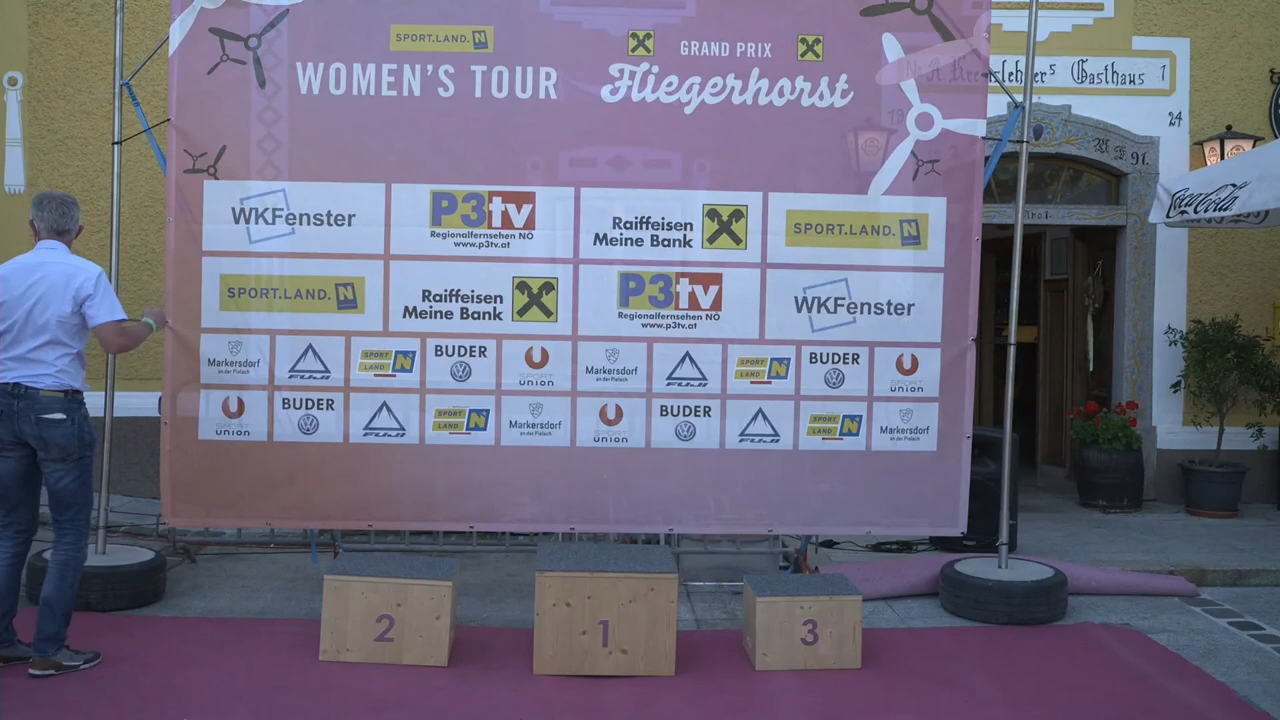 SPORT.LAND. N
GRAND PRIX
WOMEN'S TOUR
Fliegerhorst
Gasthaus
24
Coca-Cola
WKFenster
P3tv
Regionalfernsehen NÖ
www.p3tv.at
Raiffeisen
Meine Bank
SPORT.LAND. N
SPORT.LAND. N
Raiffeisen
Meine Bank
P3tv
Regionalfernsehen NÖ
www.p3tv.at
WKFenster
Markersdorf
an der Pielach
FUJI
SPORT
LAND N
BUDER
SPORT
union
Markersdorf
an der Pielach
FUJI
SPORT
LAND N
BUDER
SPORT
union
SPORT
union
BUDER
FUJI
SPORT
LAND N
Markersdorf
an der Pielach
SPORT
union
BUDER
FUJI
SPORT
LAND N
Markersdorf
an der Pielach
2
1
3